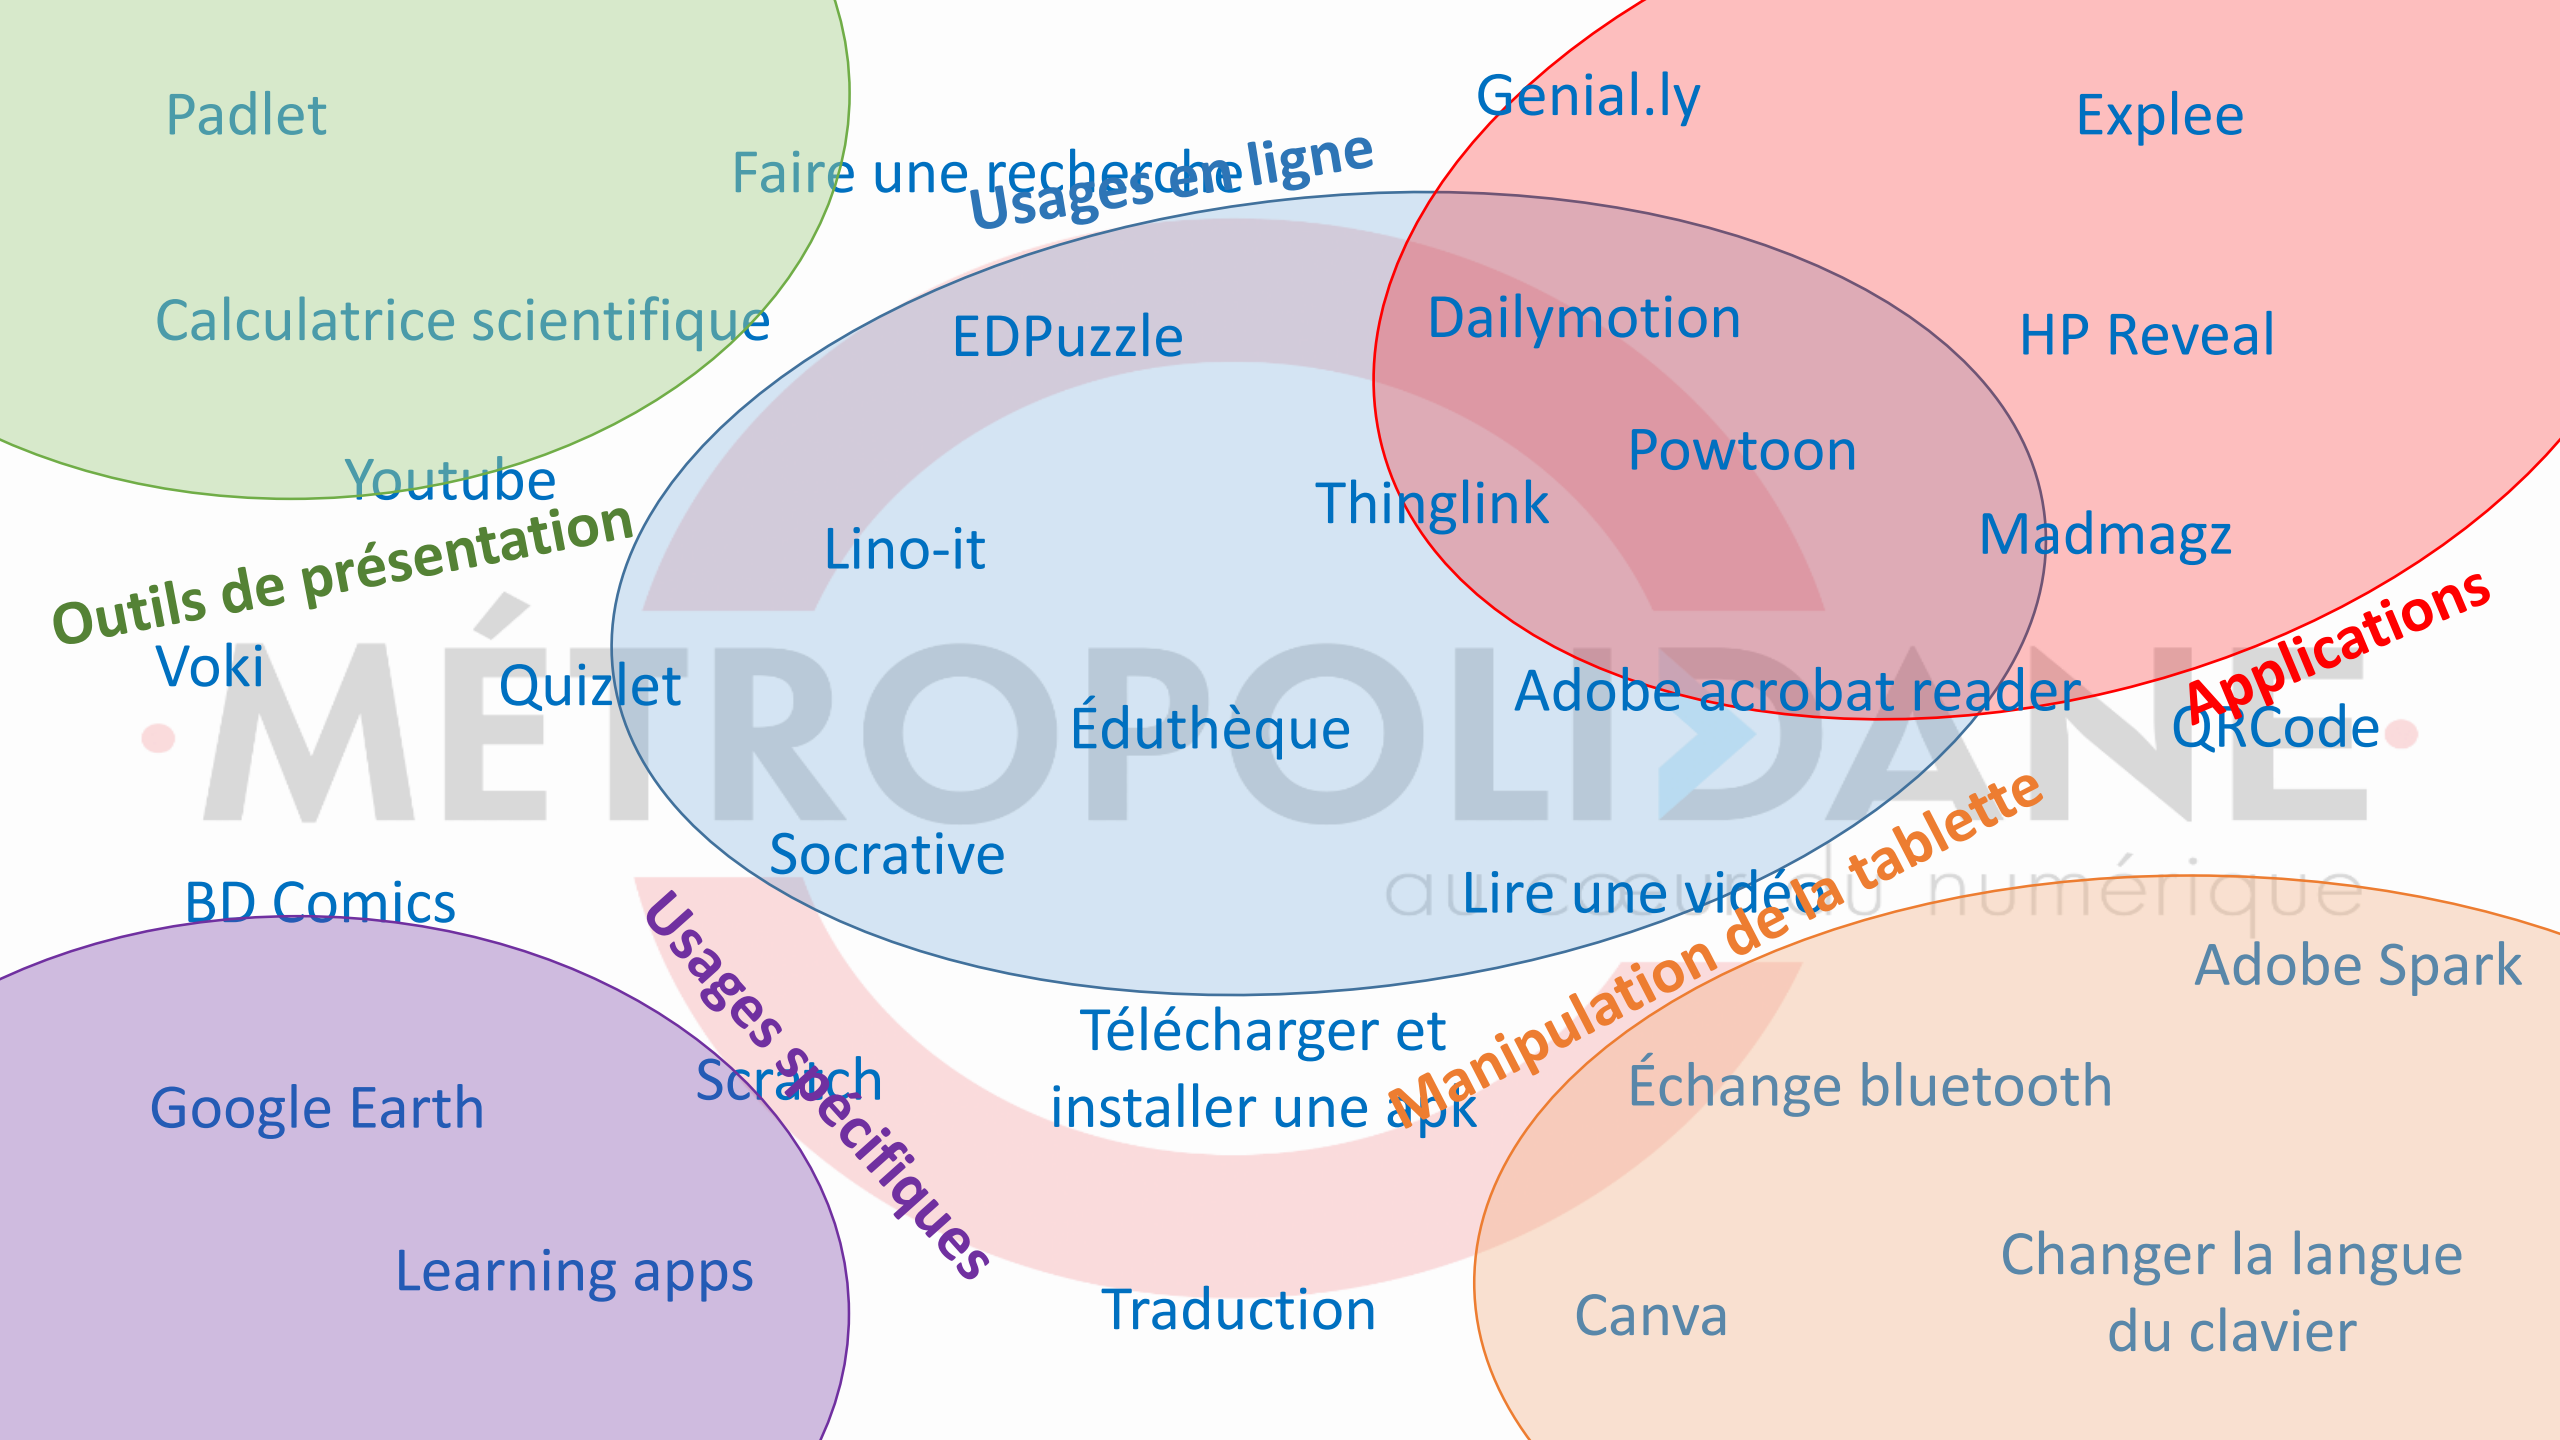 Padlet
Genial.ly
Explee
Faire une recherche
Usages en ligne
Calculatrice scientifique
EDPuzzle
Dailymotion
HP Reveal
Powtoon
Youtube
Thinglink
Outils de présentation
Lino-it
Madmagz
Applications
Voki
Quizlet
Éduthèque
Adobe acrobat reader
QRCode
MÉTROPOLIDANE
au cœur du numérique
Socrative
BD Comics
Lire une vidéo
Manipulation de la tablette
Usages spécifiques
Adobe Spark
Télécharger et
installer une apk
Échange bluetooth
Scratch
Google Earth
Learning apps
Traduction
Canva
Changer la langue
du clavier